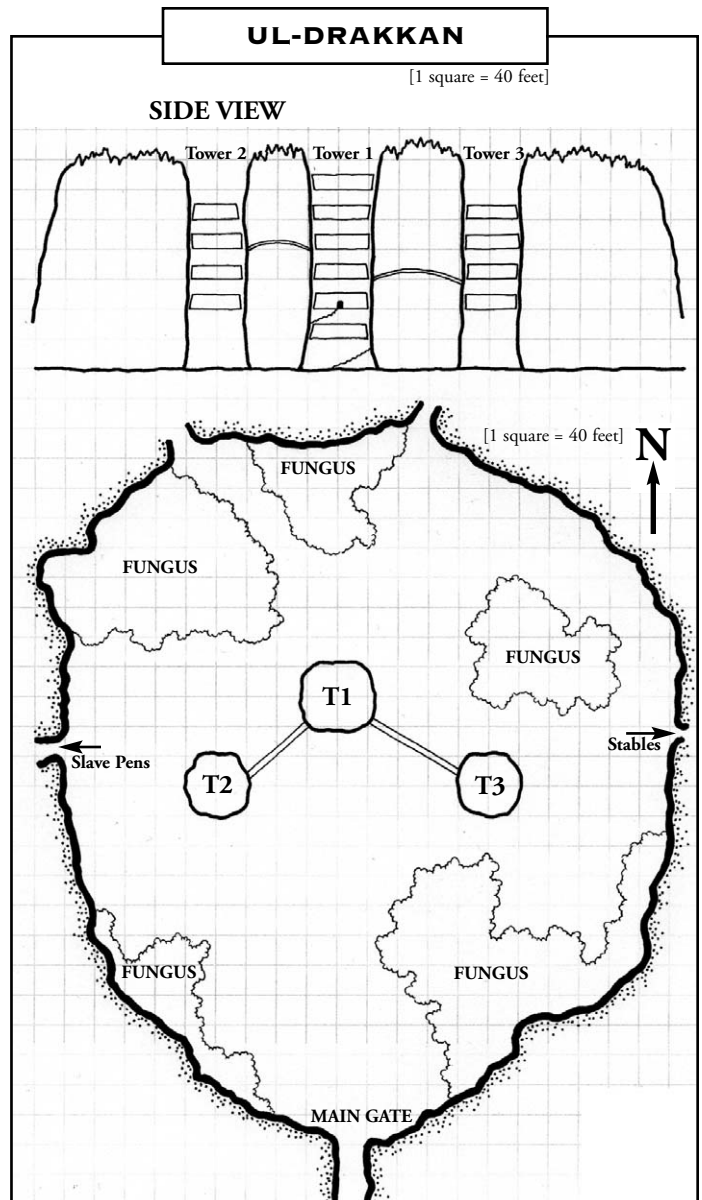 UL-DRAKKAN
[1 square = 40 feet]
SIDE VIEW
Tower 2 Tower 1 Tower 3
[1 square = 40 feet] N
FUNGUS
FUNGUS
FUNGUS
T1
Stables
Slave Pens
T2 T3
FUNGUS FUNGUS
MAIN GATE